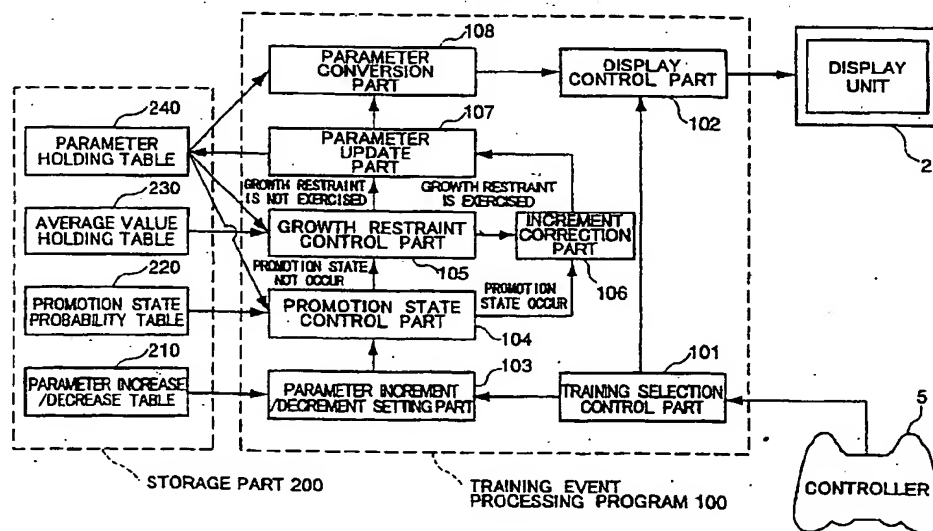 108
PARAMETER
CONVERSION
PART
DISPLAY
CONTROL PART
102
DISPLAY
UNIT
2
240
PARAMETER
HOLDING TABLE
107
PARAMETER
UPDATE
PART
GROWTH RESTRAINT
IS NOT EXERCISED
GROWTH RESTRAINT
IS EXERCISED
230
AVERAGE VALUE
HOLDING TABLE
GROWTH RESTRAINT
CONTROL PART
105
INCREMENT
CORRECTION
PART
106
PROMOTION STATE
NOT OCCUR
PROMOTION
STATE OCCUR
220
PROMOTION STATE
PROBABILITY TABLE
PROMOTION STATE
CONTROL PART
104
210
PARAMETER INCREASE
/DECREASE TABLE
103
PARAMETER INCREMENT
/DECREMENT SETTING PART
101
TRAINING SELECTION
CONTROL PART
5
CONTROLLER
STORAGE PART 200
TRAINING EVENT
PROCESSING PROGRAM 100